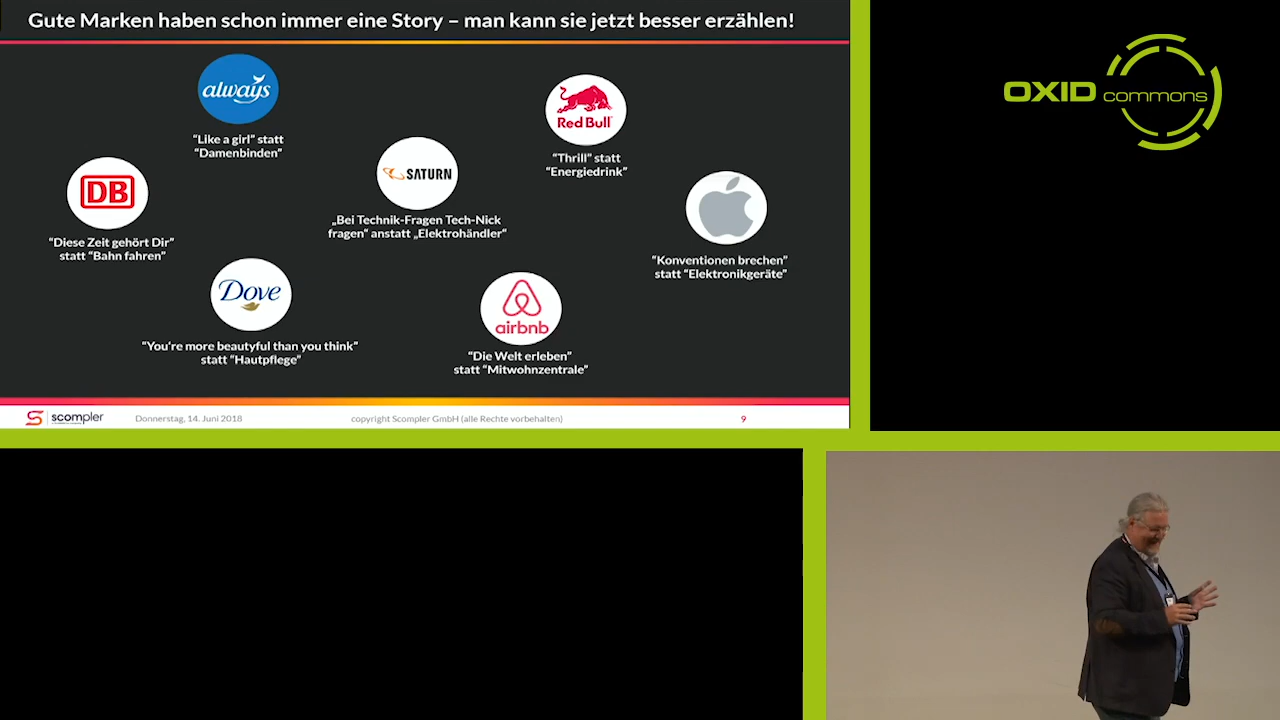 Gute Marken haben schon immer eine Story – man kann sie jetzt besser erzählen!
always
“Like a girl” statt
“Damenbinden”
Red Bull
“Thrill” statt
“Energiedrink”
SATURN
„Bei Technik-Fragen Tech-Nick
fragen“ anstatt „Elektrohändler“
DB
“Diese Zeit gehört Dir”
statt “Bahn fahren”
“Konventionen brechen”
statt “Elektronikgeräte”
Dove
“You're more beautyful than you think”
statt “Hautpflege”
airbnb
“Die Welt erleben”
statt “Mitwohnzentrale”
scompler
Donnerstag, 14. Juni 2018
copyright Scompler GmbH (alle Rechte vorbehalten)
9
OXID commons